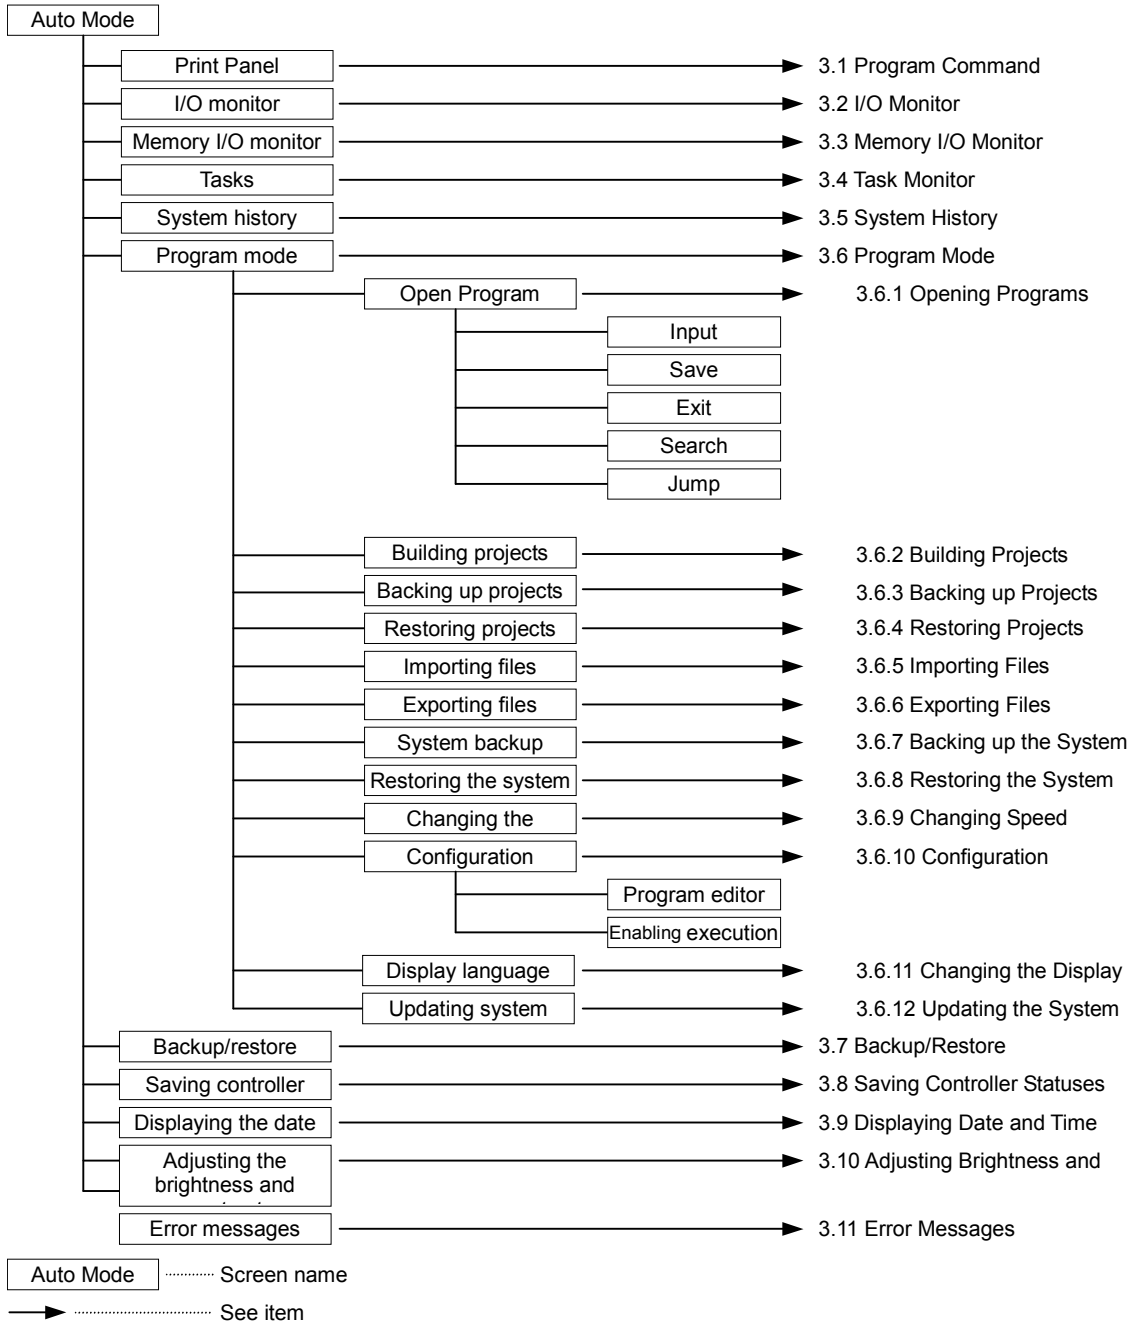 Auto Mode
Print Panel 3.1 Program Command
I/O monitor 3.2 I/O Monitor
Memory I/O monitor 3.3 Memory I/O Monitor
Tasks 3.4 Task Monitor
System history 3.5 System History
Program mode 3.6 Program Mode
Open Program 3.6.1 Opening Programs
Input
Save
Exit
Search
Jump
Building projects 3.6.2 Building Projects
Backing up projects 3.6.3 Backing up Projects
Restoring projects 3.6.4 Restoring Projects
Importing files 3.6.5 Importing Files
Exporting files 3.6.6 Exporting Files
System backup 3.6.7 Backing up the System
Restoring the system 3.6.8 Restoring the System
Changing the 3.6.9 Changing Speed
Configuration 3.6.10 Configuration
Program editor
Enabling execution
Display language 3.6.11 Changing the Display
Updating system 3.6.12 Updating the System
Backup/restore 3.7 Backup/Restore
Saving controller 3.8 Saving Controller Statuses
Displaying the date 3.9 Displaying Date and Time
Adjusting the 3.10 Adjusting Brightness and
brightness and
Error messages 3.11 Error Messages
Auto Mode ............. Screen name
................................... See item